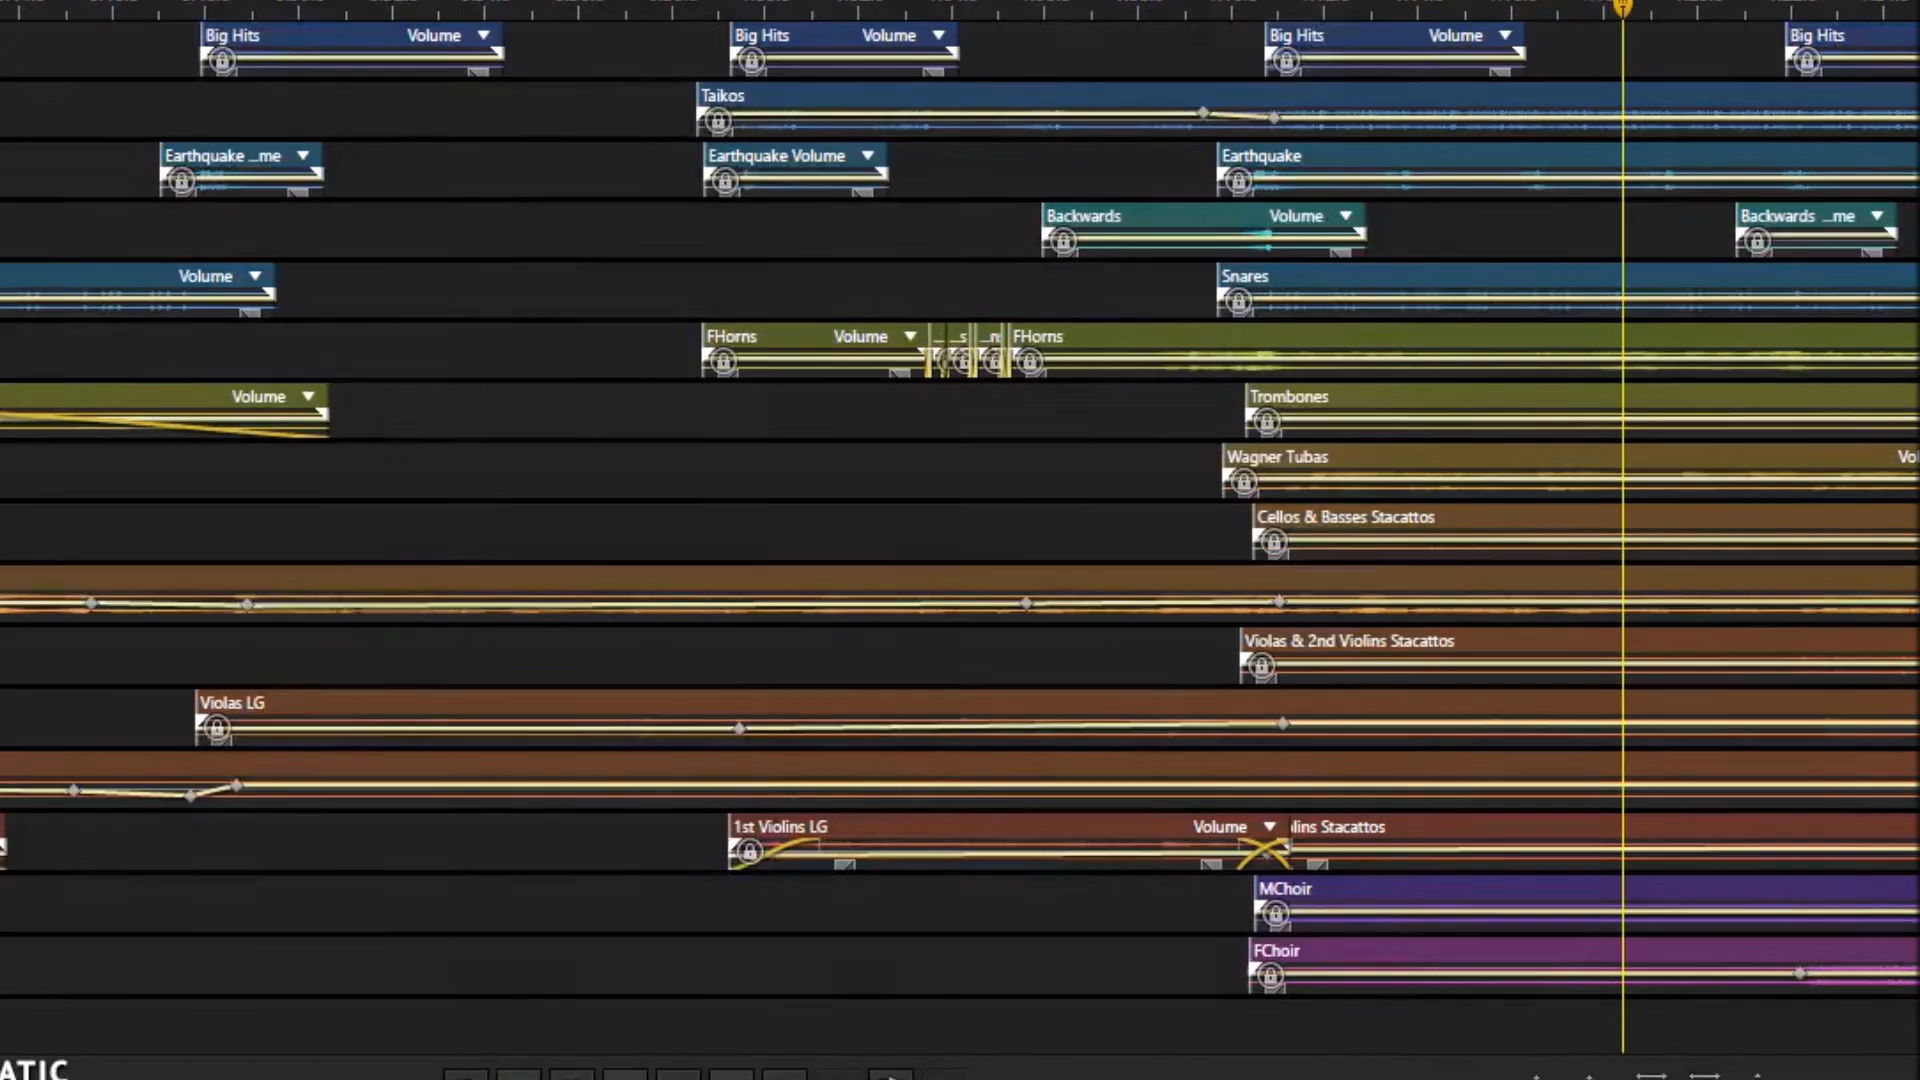 Big Hits Volume Big Hits Volume Big Hits Volume Big Hits
Taikos
Earthquake ...me Earthquake Volume Earthquake
Backwards Volume Backwards ...me
Volume Snares
FHorns Volume ...s FHorns
Volume Trombones
Wagner Tubas Vol
Cellos & Basses Stacattos
Violas & 2nd Violins Stacattos
Violas LG
1st Violins LG Volume lins Stacattos
MChoir
FChoir
ATIC